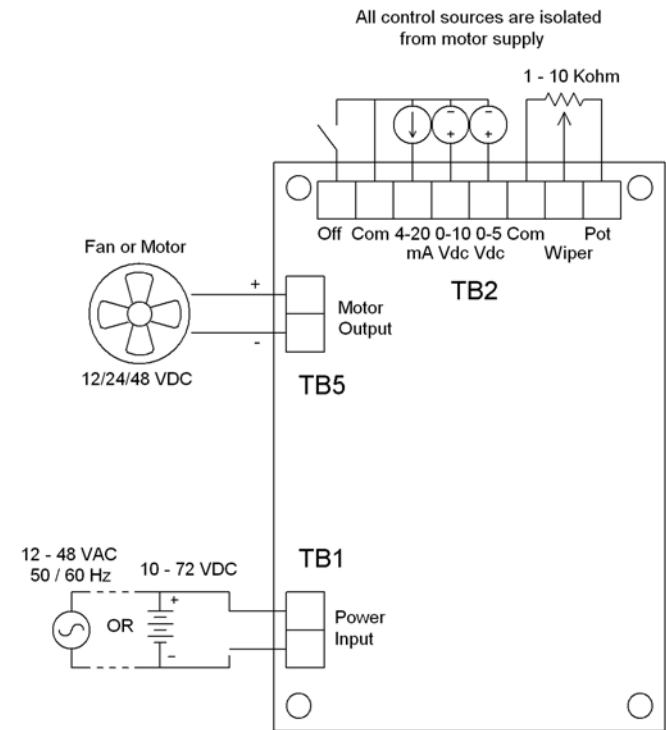 All control sources are isolated
from motor supply
1 - 10 Kohm
- -
+ +
Off Com 4-20 0-10 0-5 Com Pot
mA Vdc Vdc Wiper
TB2
Fan or Motor
+
-
Motor
Output
12/24/48 VDC
TB5
12 - 48 VAC
50 / 60 Hz
10 - 72 VDC
TB1
+
OR
-
Power
Input